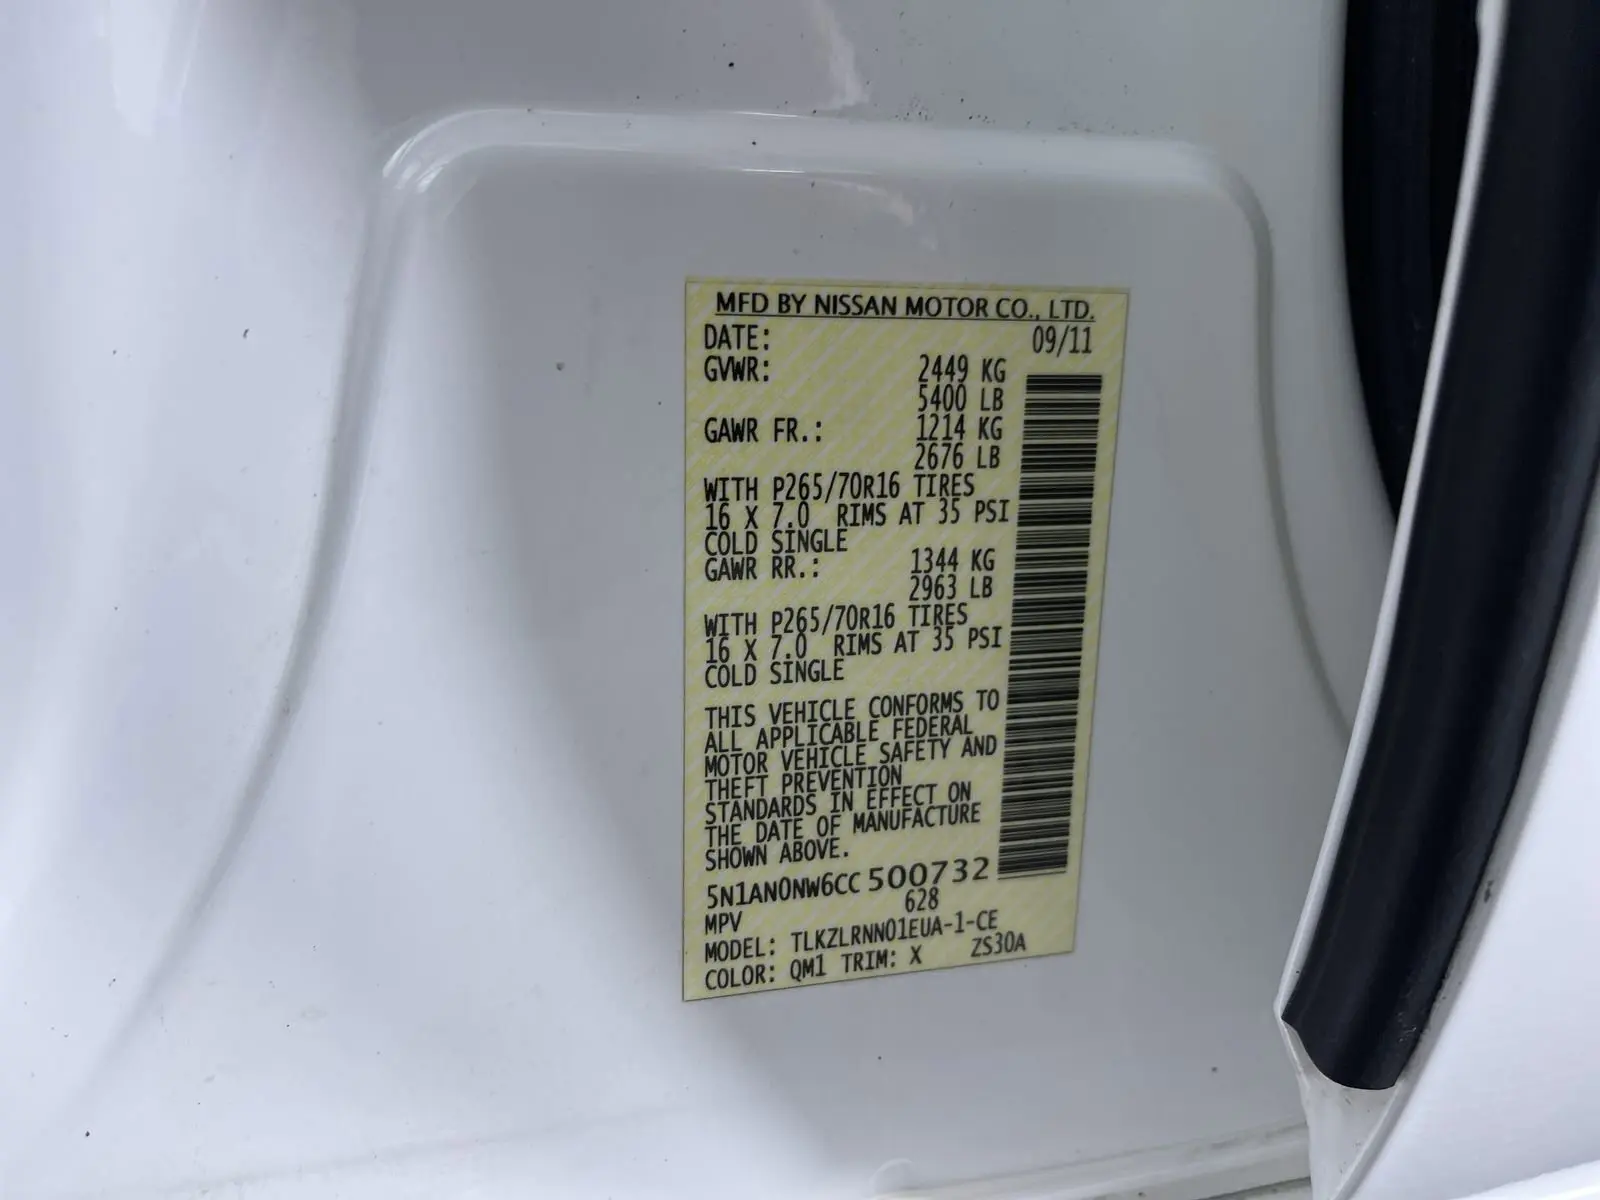 MFD BY NISSAN MOTOR CO., LTD.
DATE: 09/11
GVWR: 2449 KG
5400 LB
GAWR FR.: 1214 KG
2676 LB
WITH P265/70R16 TIRES
16 X 7.0 RIMS AT 35 PSI
COLD SINGLE
GAWR RR.: 1344 KG
2963 LB
WITH P265/70R16 TIRES
16 X 7.0 RIMS AT 35 PSI
COLD SINGLE
THIS VEHICLE CONFORMS TO
ALL APPLICABLE FEDERAL
MOTOR VEHICLE SAFETY AND
THEFT PREVENTION
STANDARDS IN EFFECT ON
THE DATE OF MANUFACTURE
SHOWN ABOVE.
5N1AN0NW6CC500732
MPV 628
MODEL: TLKZLRNN01EUA-1-CE
COLOR: QM1 TRIM: X ZS30A